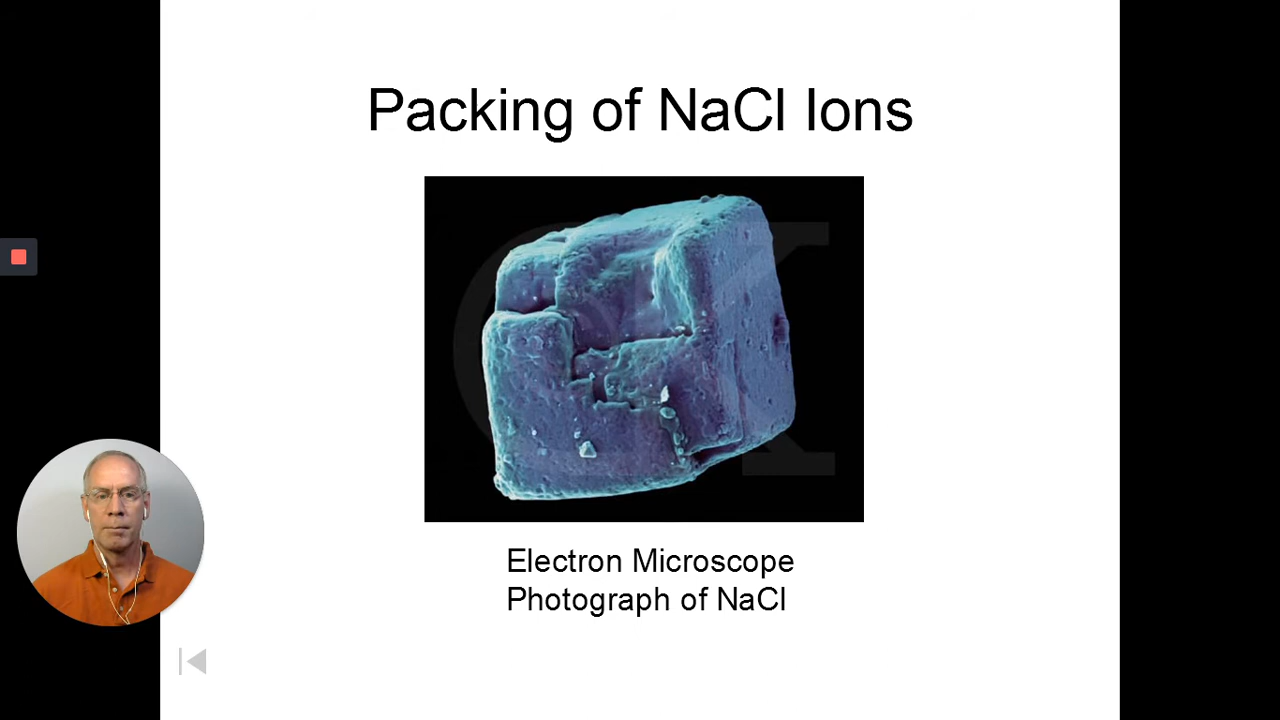 Packing of NaCl Ions
Electron Microscope
Photograph of NaCl